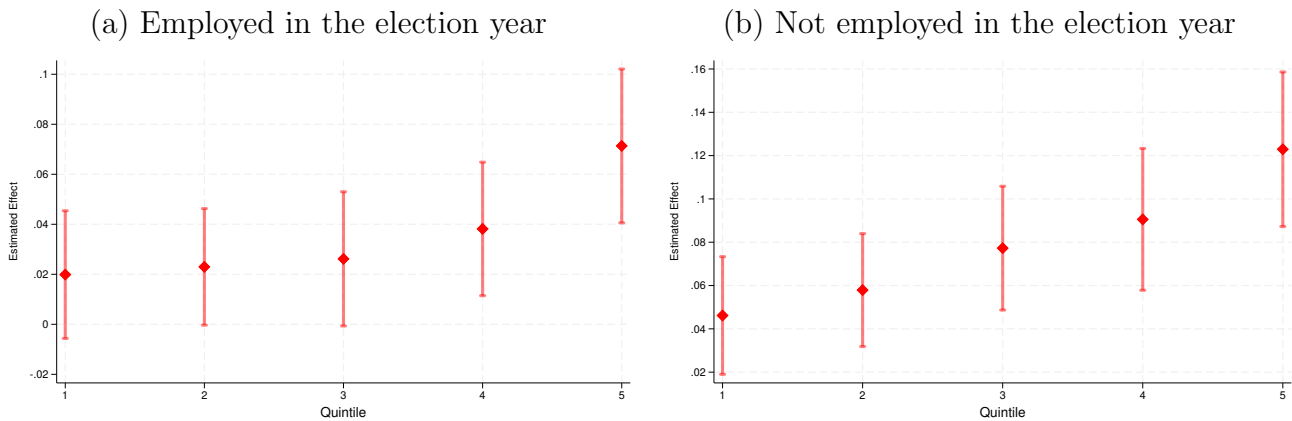 (a) Employed in the election year
.1
.08
.06
.04
.02
0
-.02
Estimated Effect
1 2 3 4 5
Quintile
(b) Not employed in the election year
.16
.14
.12
.1
.08
.06
.04
.02
Estimated Effect
1 2 3 4 5
Quintile